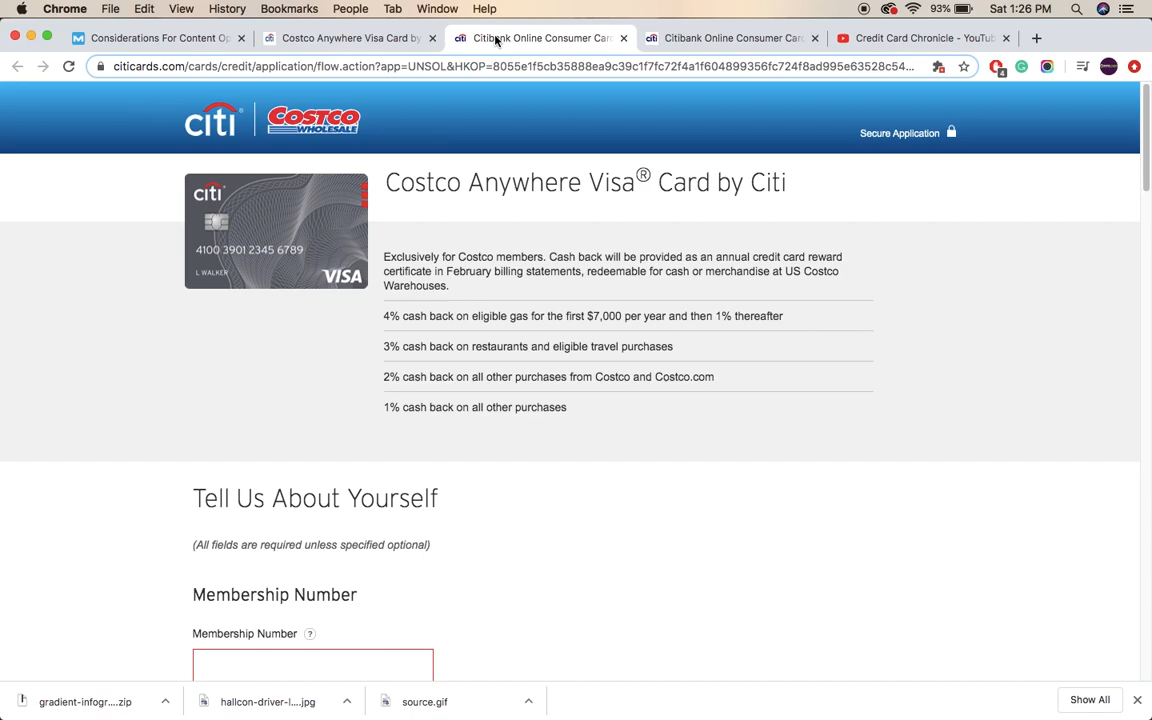 Chrome File Edit View History Bookmarks People Tab Window Help 93% Sat 1:26 PM
Considerations For Content Op Costco Anywhere Visa Card by Citibank Online Consumer Car Citibank Online Consumer Car Credit Card Chronicle - YouTub
citicards.com/cards/credit/application/flow.action?app=UNSOL&HKOP=8055e1f5cb35888ea9c39c1f7fc72f4a1f604899356fc724f8ad995e63528c54... 4
citi COSTCO
WHOLESALE
Secure Application
Costco Anywhere Visa® Card by Citi
citi
4100 3901 2345 6789
L WALKER
VISA
Exclusively for Costco members. Cash back will be provided as an annual credit card reward
certificate in February billing statements, redeemable for cash or merchandise at US Costco
Warehouses.
4% cash back on eligible gas for the first $7,000 per year and then 1% thereafter
3% cash back on restaurants and eligible travel purchases
2% cash back on all other purchases from Costco and Costco.com
1% cash back on all other purchases
Tell Us About Yourself
(All fields are required unless specified optional)
Membership Number
Membership Number ?
gradient-infogr....zip hallcon-driver-l....jpg source.gif Show All